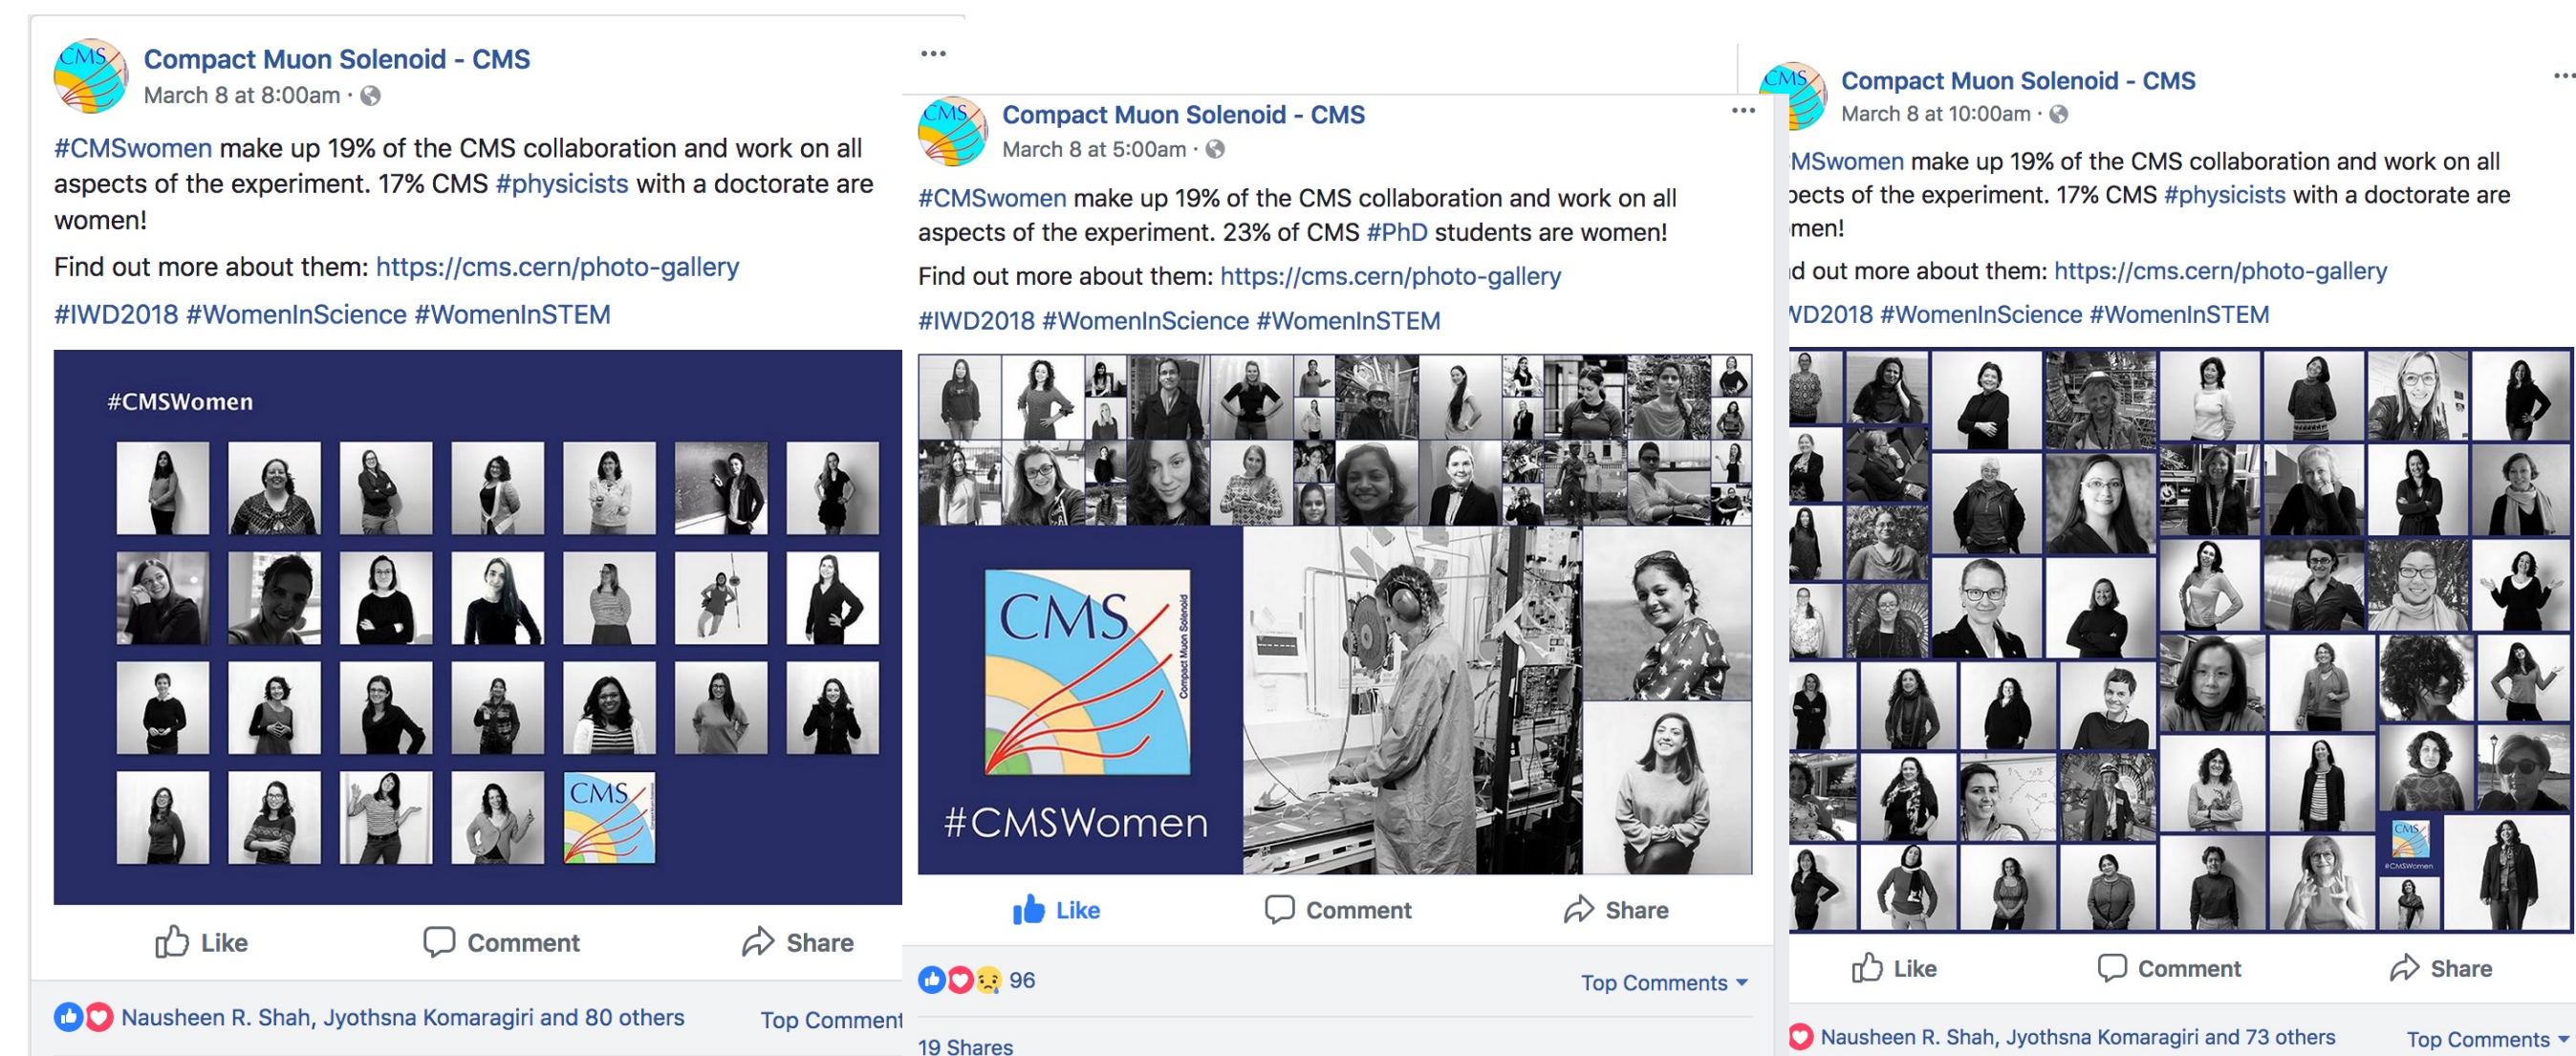 Compact Muon Solenoid - CMS
March 8 at 8:00am ·
#CMSwomen make up 19% of the CMS collaboration and work on all
aspects of the experiment. 17% CMS #physicists with a doctorate are
women!
Find out more about them: https://cms.cern/photo-gallery
#IWD2018 #WomenInScience #WomenInSTEM
#CMSWomen
CMS
Like Comment Share
Nausheen R. Shah, Jyothsna Komaragiri and 80 others Top Comment
Compact Muon Solenoid - CMS
March 8 at 5:00am ·
#CMSwomen make up 19% of the CMS collaboration and work on all
aspects of the experiment. 23% of CMS #PhD students are women!
Find out more about them: https://cms.cern/photo-gallery
#IWD2018 #WomenInScience #WomenInSTEM
CMS
Compact Muon Solenoid
#CMSWomen
Like Comment Share
96 Top Comments
19 Shares
Compact Muon Solenoid - CMS
March 8 at 10:00am ·
MSwomen make up 19% of the CMS collaboration and work on all
pects of the experiment. 17% CMS #physicists with a doctorate are
men!
d out more about them: https://cms.cern/photo-gallery
WD2018 #WomenInScience #WomenInSTEM
CMS
#CMSWomen
Like Comment Share
Nausheen R. Shah, Jyothsna Komaragiri and 73 others Top Comments